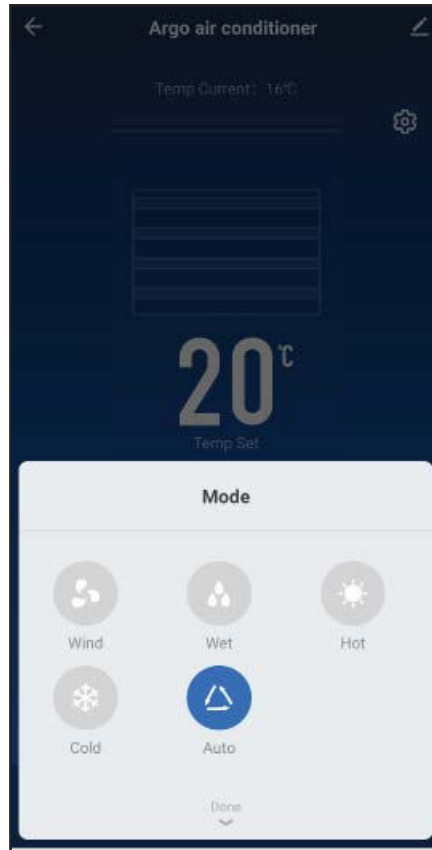 Argo air conditioner
Temp Current: 16°C
20°C
Temp Set
Mode
Wind
Wet
Hot
Cold
Auto
Done